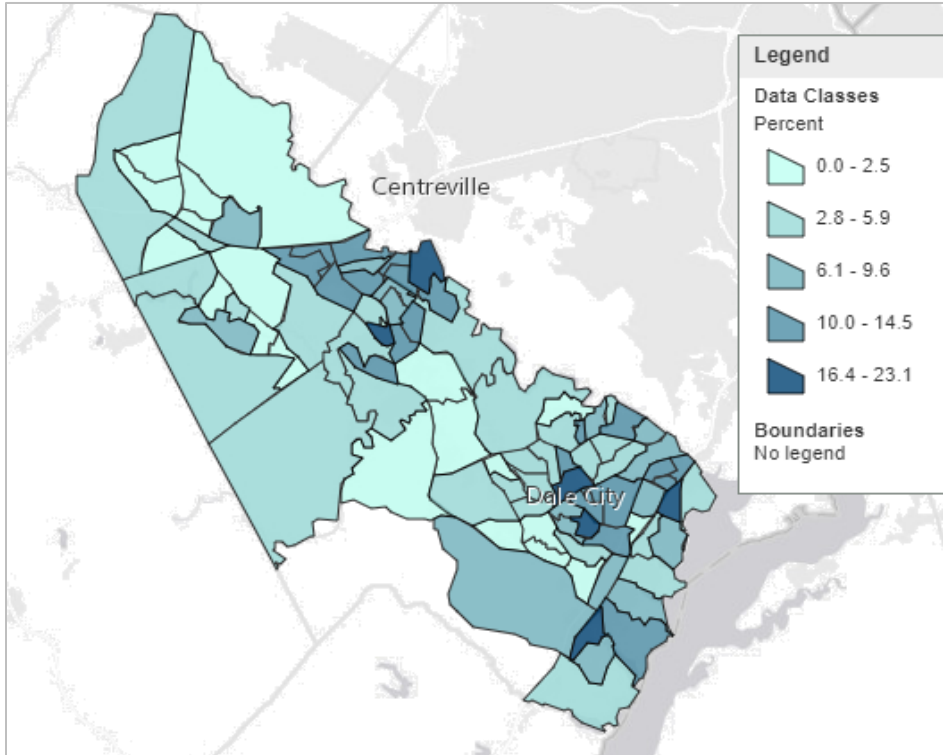 Legend
Data Classes
Percent
0.0 - 2.5
2.8 - 5.9
6.1 - 9.6
10.0 - 14.5
16.4 - 23.1
Boundaries
No legend
Centreville
Dale City